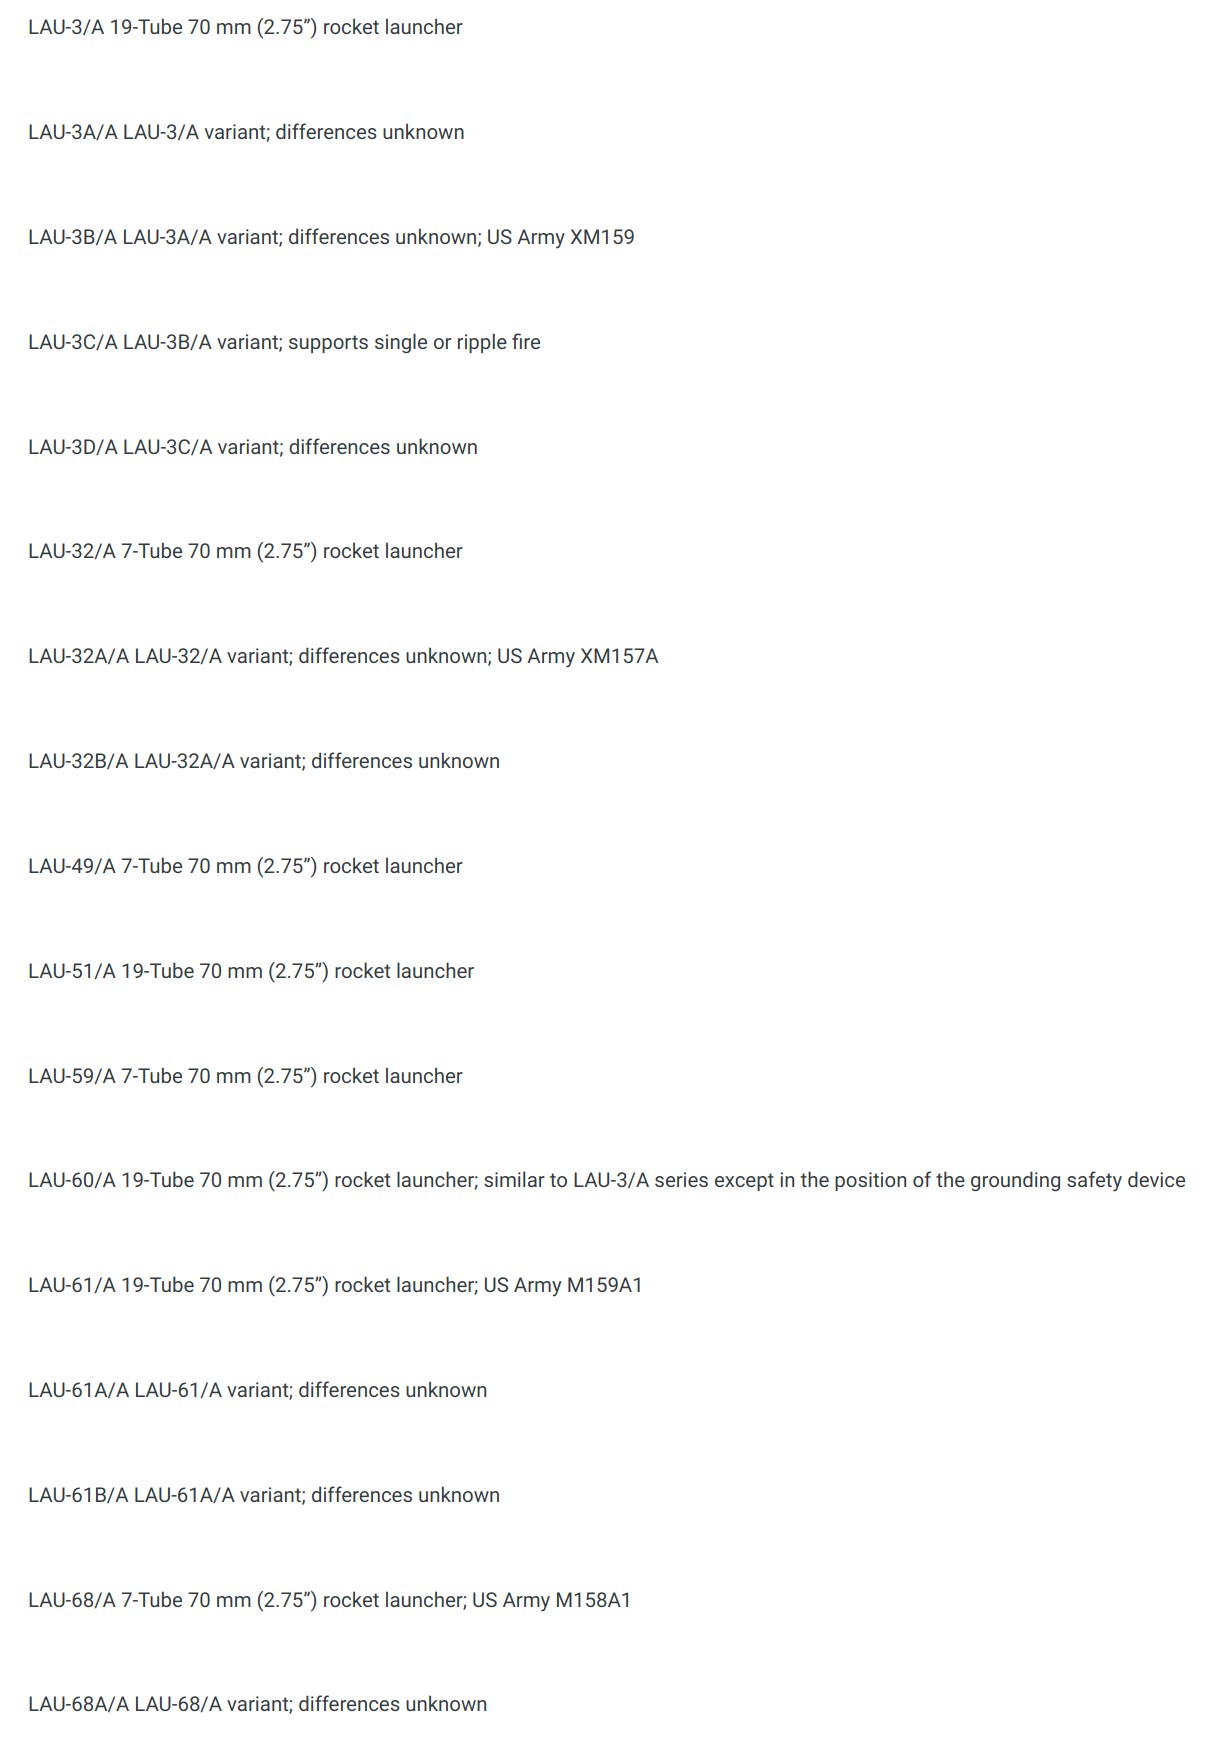 LAU-3/A 19-Tube 70 mm (2.75”) rocket launcher
LAU-3A/A LAU-3/A variant; differences unknown
LAU-3B/A LAU-3A/A variant; differences unknown; US Army XM159
LAU-3C/A LAU-3B/A variant; supports single or ripple fire
LAU-3D/A LAU-3C/A variant; differences unknown
LAU-32/A 7-Tube 70 mm (2.75”) rocket launcher
LAU-32A/A LAU-32/A variant; differences unknown; US Army XM157A
LAU-32B/A LAU-32A/A variant; differences unknown
LAU-49/A 7-Tube 70 mm (2.75”) rocket launcher
LAU-51/A 19-Tube 70 mm (2.75”) rocket launcher
LAU-59/A 7-Tube 70 mm (2.75”) rocket launcher
LAU-60/A 19-Tube 70 mm (2.75”) rocket launcher; similar to LAU-3/A series except in the position of the grounding safety device
LAU-61/A 19-Tube 70 mm (2.75”) rocket launcher; US Army M159A1
LAU-61A/A LAU-61/A variant; differences unknown
LAU-61B/A LAU-61A/A variant; differences unknown
LAU-68/A 7-Tube 70 mm (2.75”) rocket launcher; US Army M158A1
LAU-68A/A LAU-68/A variant; differences unknown